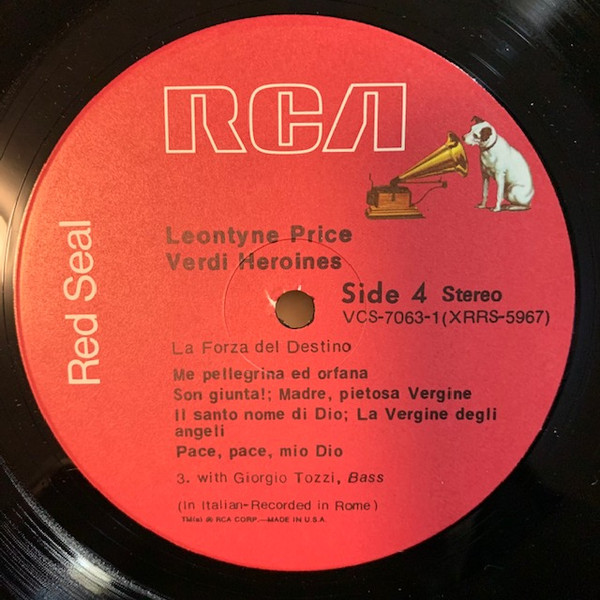 RCA
Leontyne Price
Verdi Heroines
Red Seal
Side 4 Stereo
VCS-7063-1(XRRS-5967)
La Forza del Destino
Me pellegrina ed orfana
Son giunta!; Madre, pietosa Vergine
Il santo nome di Dio; La Vergine degli
angeli
Pace, pace, mio Dio
3. with Giorgio Tozzi, Bass
(In Italian-Recorded in Rome)
TM(s) ® RCA CORP.—MADE IN U.S.A.